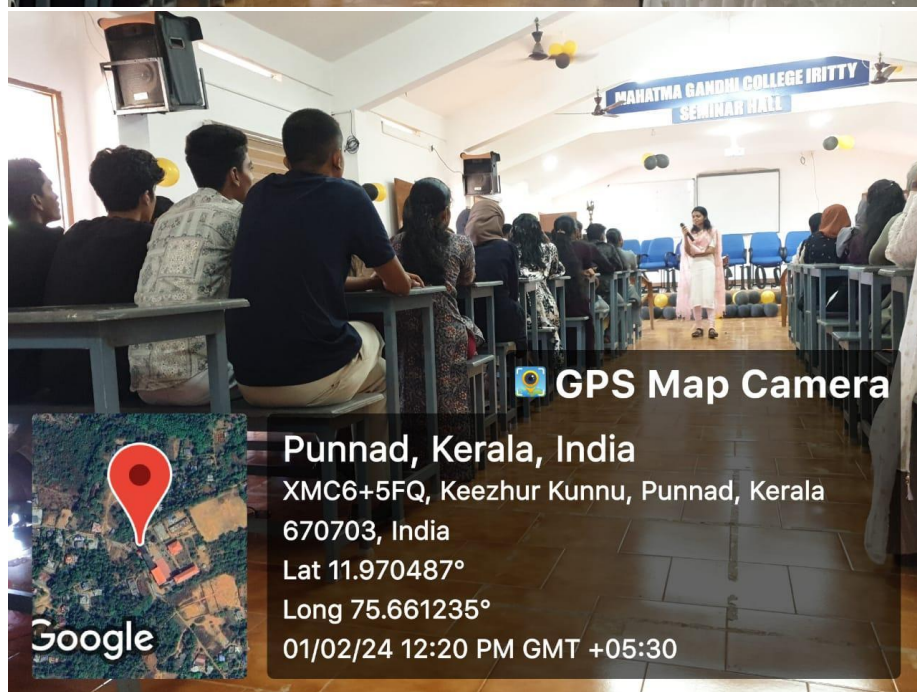 MAHATMA GANDHI COLLEGE IRITTY
SEMINAR HALL
GPS Map Camera
Punnad, Kerala, India
XMC6+5FQ, Keezhur Kunnu, Punnad, Kerala
670703, India
Lat 11.970487°
Long 75.661235°
01/02/24 12:20 PM GMT +05:30
Google